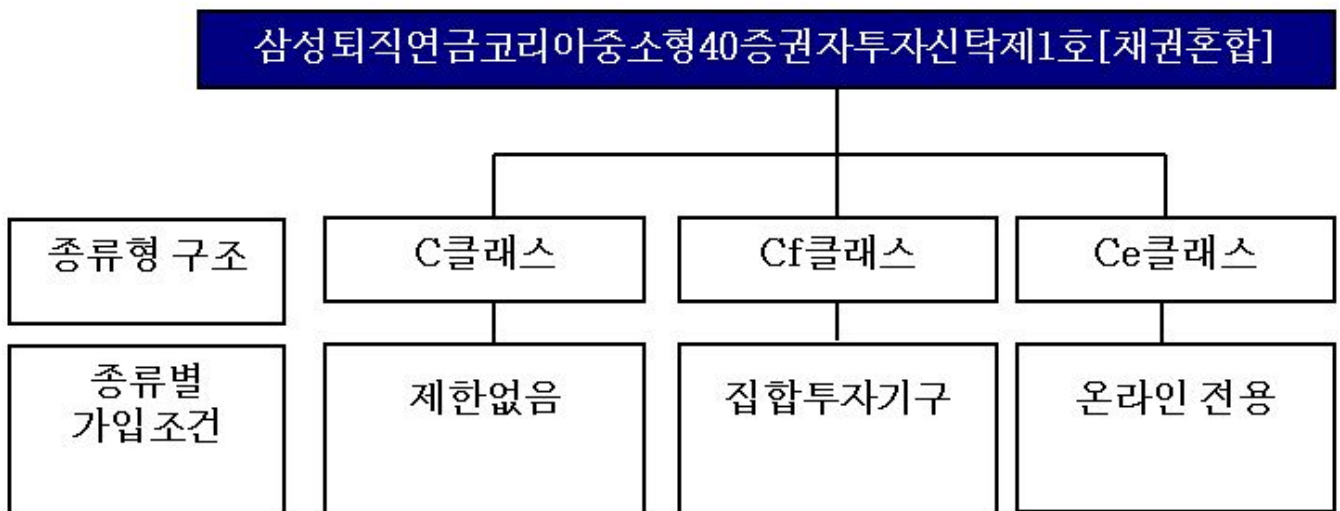 삼성퇴직연금코리아중소형40증권자투자신탁제1호[채권혼합]
종류형 구조
C클래스
Cf클래스
Ce클래스
종류별
가입조건
제한없음
집합투자기구
온라인 전용